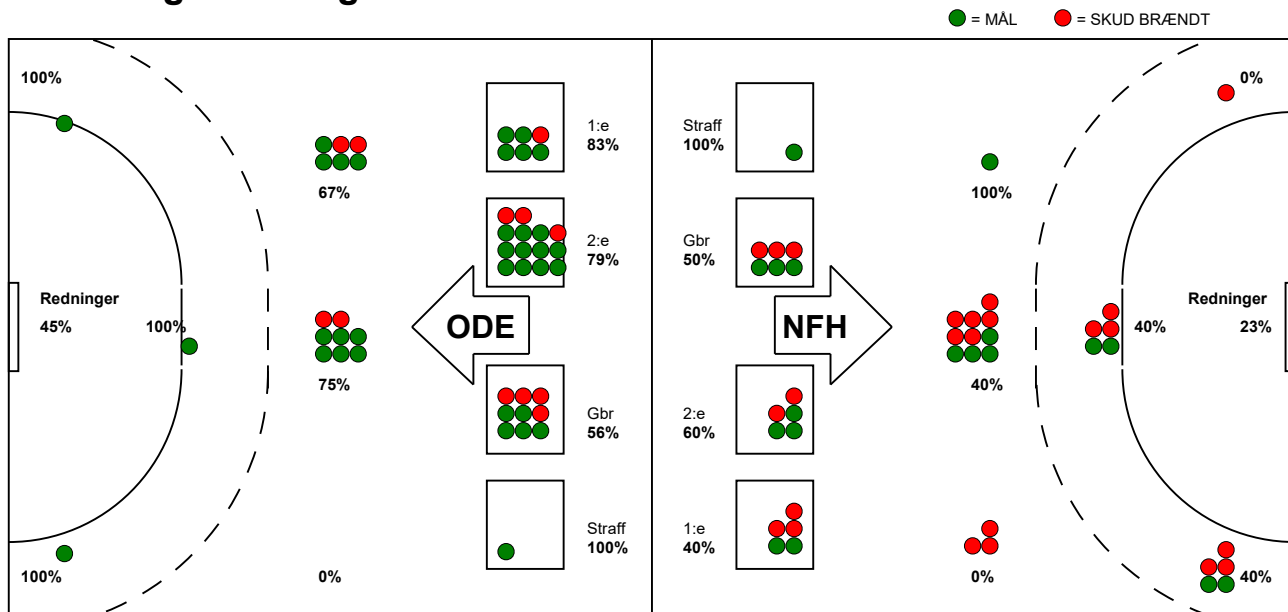 = MÅL = SKUD BRÆNDT
100%
0%
1:e
83%
Straff
100%
67%
100%
2:e
79%
Gbr
50%
Redninger
45%
100%
ODE
NFH
40%
Redninger
23%
75%
40%
Gbr
56%
2:e
60%
Straff
100%
1:e
40%
100%
0%
0%
40%